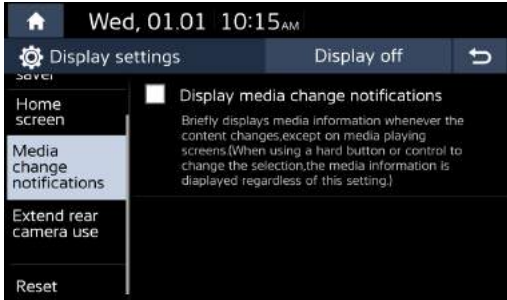 Wed, 01.01 10:15AM
Display settings Display off
saver
Home
screen
Media
change
notifications
Extend rear
camera use
Reset
Display media change notifications
Briefly displays media information whenever the
content changes,except on media playing
screens.(When using a hard button or control to
change the selection,the media information is
diaplayed regardless of this setting.)